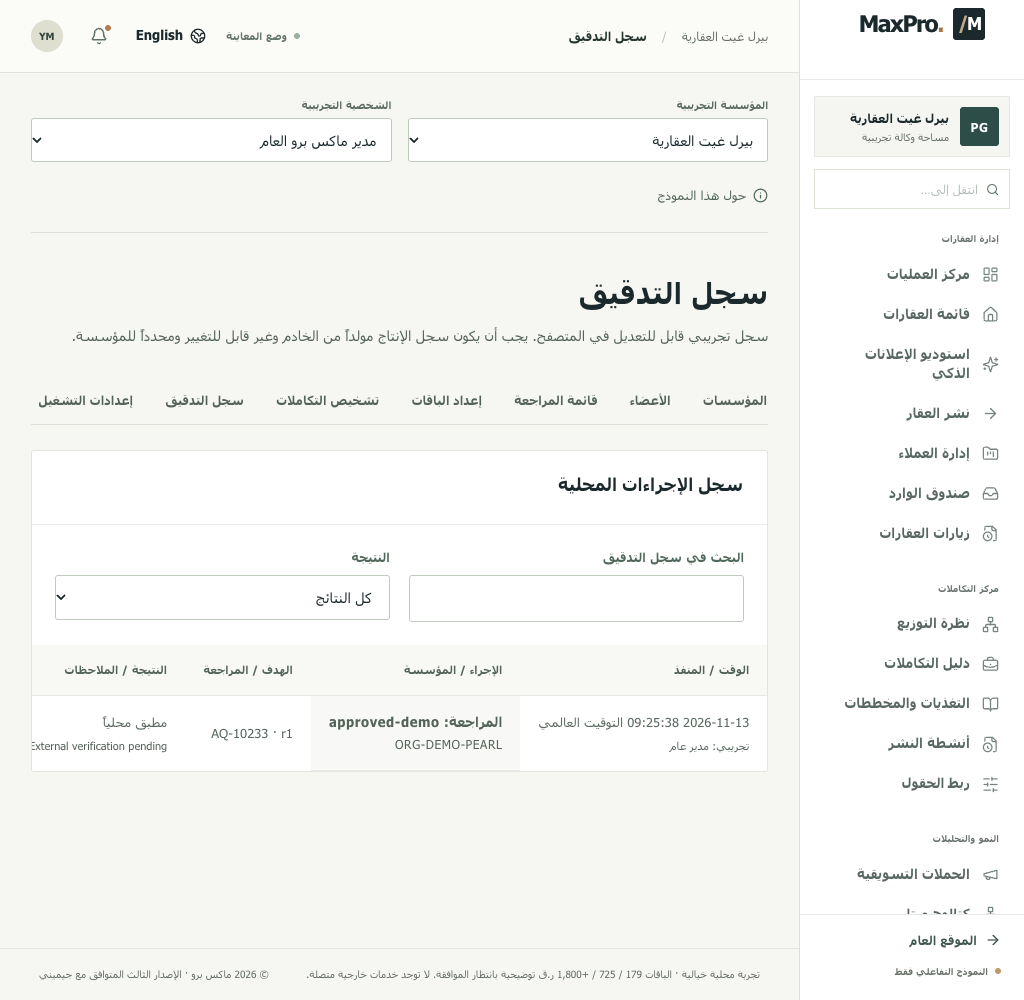 MaxPro. /M
بيرل غيت العقارية / سجل التدقيق
وضع المعاينة
English
YM
PG
بيرل غيت العقارية
مساحة وكالة تجريبية
انتقل إلى...
إدارة العقارات
مركز العمليات
قائمة العقارات
استوديو الإعلانات
الذكي
نشر العقار
إدارة العملاء
صندوق الوارد
زيارات العقارات
مركز التكاملات
نظرة التوزيع
دليل التكاملات
التغذيات والمخططات
أنشطة النشر
ربط الحقول
النمو والتحليلات
الحملات التسويقية
الموقع العام
النموذج التفاعلي فقط
المؤسسة التجريبية
بيرل غيت العقارية
الشخصية التجريبية
مدير ماكس برو العام
حول هذا النموذج
سجل التدقيق
سجل تجريبي قابل للتعديل في المتصفح. يجب أن يكون سجل الإنتاج مولداً من الخادم وغير قابل للتغيير ومحدداً للمؤسسة.
المؤسسات الأعضاء قائمة المراجعة إعداد الباقات تشخيص التكاملات سجل التدقيق إعدادات التشغيل
سجل الإجراءات المحلية
البحث في سجل التدقيق
النتيجة
كل النتائج
الوقت / المنفذ الإجراء / المؤسسة الهدف / المراجعة النتيجة / الملاحظات
2026-11-13 09:25:38 التوقيت العالمي
تجريبي: مدير عام
المراجعة: approved-demo
ORG-DEMO-PEARL
AQ-10233 · r1
مطبق محلياً
External verification pending
تجربة محلية خيالية · الباقات 179 / 725 / +1,800 ر.ق توضيحية بانتظار الموافقة. لا توجد خدمات خارجية متصلة.
© 2026 ماكس برو · الإصدار الثالث المتوافق مع جيميني